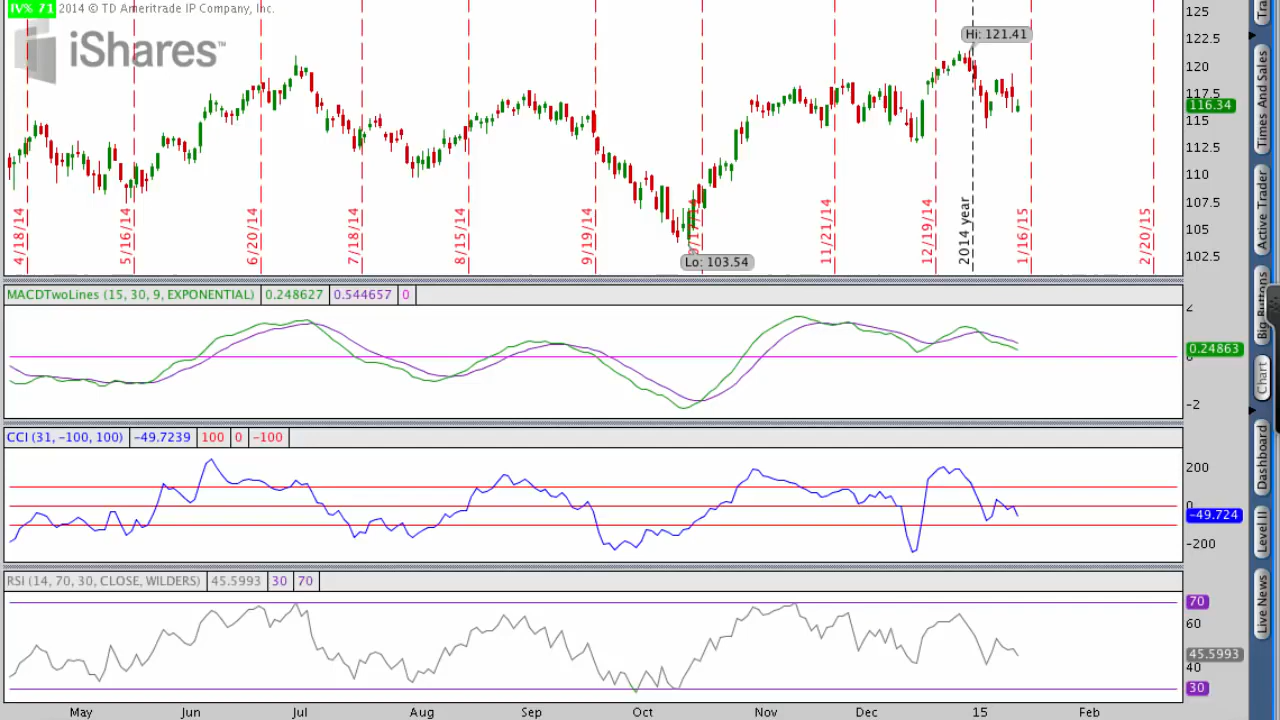 IV% 71 2014 © TD Ameritrade IP Company, Inc.
iShares™
Hi: 121.41
Lo: 103.54
4/18/14 5/16/14 6/20/14 7/18/14 8/15/14 9/19/14 11/21/14 12/19/14 2014 year 1/16/15 2/20/15
125
122.5
120
117.5
116.34
115
112.5
110
107.5
105
102.5
MACDTwoLines (15, 30, 9, EXPONENTIAL) 0.248627 0.544657 0
2
0.24863
0
-2
CCI (31, -100, 100) -49.7239 100 0 -100
200
0
-49.724
-200
RSI (14, 70, 30, CLOSE, WILDERS) 45.5993 30 70
70
60
45.5993
40
30
May Jun Jul Aug Sep Oct Nov Dec 15 Feb
Times And Sales
Active Trader
Big Buttons
Chart
Dashboard
Level II
Live News